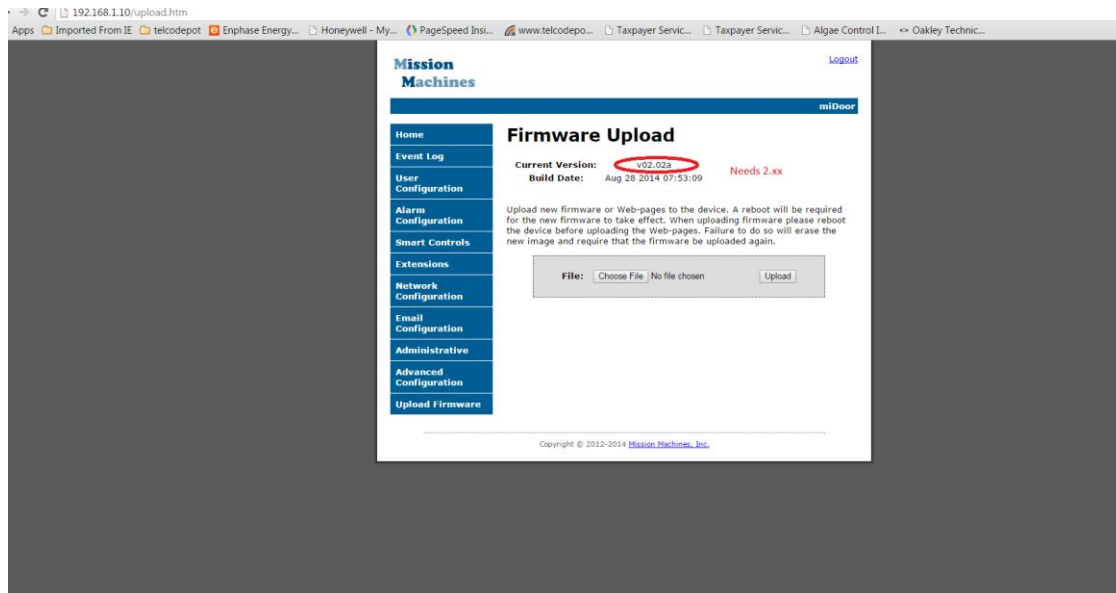 192.168.1.10/upload.htm
Apps Imported From IE telcodepot Enphase Energy... Honeywell - My... PageSpeed Insi... www.telcodepo... Taxpayer Servic... Taxpayer Servic... Algae Control I... Oakley Technic...
Mission
Machines
Logout
miDoor
Home
Event Log
User
Configuration
Alarm
Configuration
Smart Controls
Extensions
Network
Configuration
Email
Configuration
Administrative
Advanced
Configuration
Upload Firmware
Firmware Upload
Current Version: v02.02a
Needs 2.xx
Build Date: Aug 28 2014 07:53:09
Upload new firmware or Web-pages to the device. A reboot will be required
for the new firmware to take effect. When uploading firmware please reboot
the device before uploading the Web-pages. Failure to do so will erase the
new image and require that the firmware be uploaded again.
File: Choose File No file chosen Upload
Copyright © 2012-2014 Mission Machines, Inc.